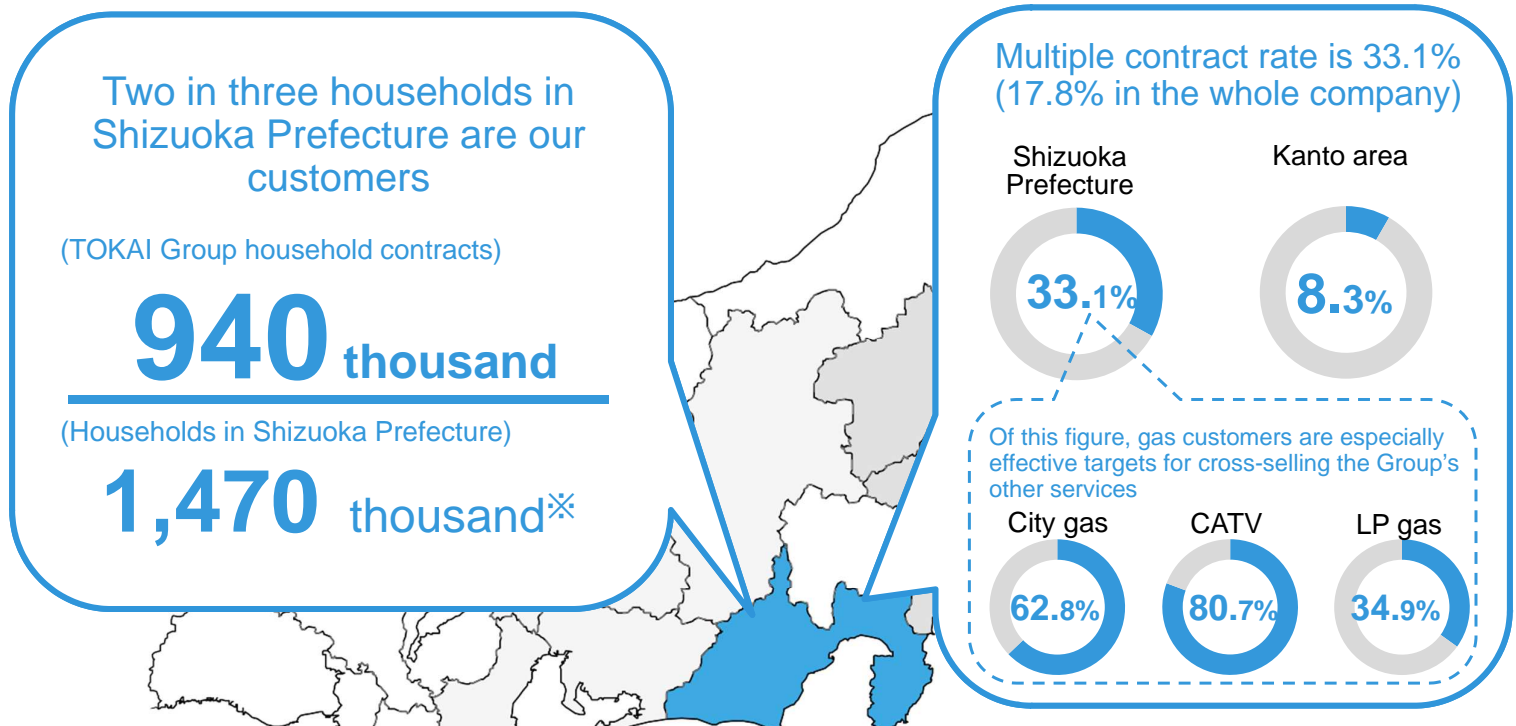 Two in three households in
Shizuoka Prefecture are our
customers
(TOKAI Group household contracts)
940 thousand
(Households in Shizuoka Prefecture)
1,470 thousand※
Multiple contract rate is 33.1%
(17.8% in the whole company)
Shizuoka
Prefecture
33.1%
Kanto area
8.3%
Of this figure, gas customers are especially
effective targets for cross-selling the Group's
other services
City gas
62.8%
CATV
80.7%
LP gas
34.9%